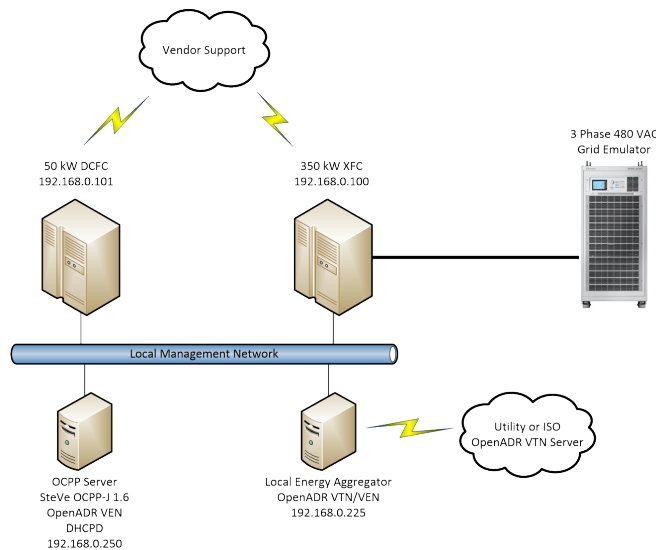 Vendor Support
3 Phase 480 VAC
Grid Emulator
50 kW DCFC
192.168.0.101
350 kW XFC
192.168.0.100
Local Management Network
Utility or ISO
OpenADR VTN Server
OCPP Server
SteVe OCPP-J 1.6
OpenADR VEN
DHCPD
192.168.0.250
Local Energy Aggregator
OpenADR VTN/VEN
192.168.0.225